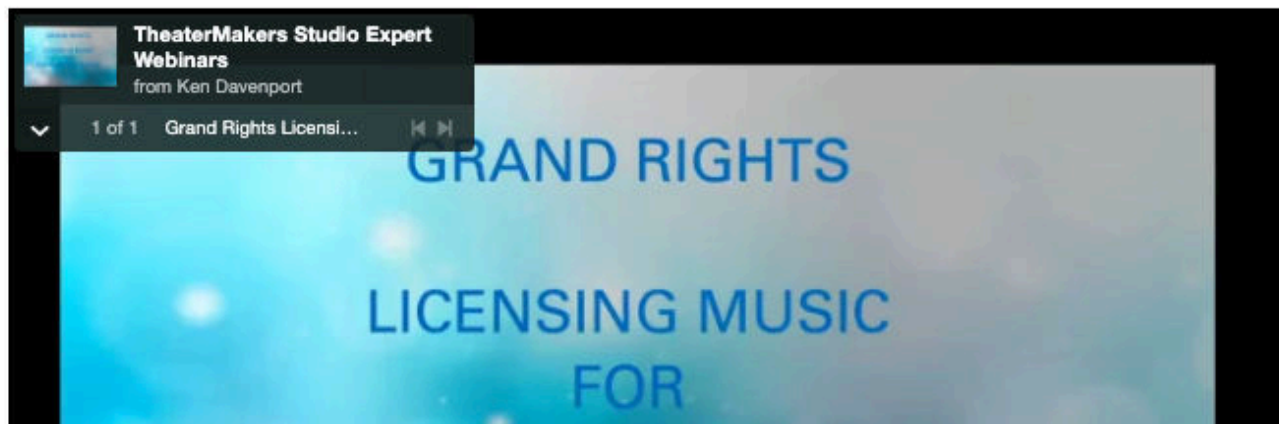 TheaterMakers Studio Expert
Webinars
from Ken Davenport
1 of 1 Grand Rights Licensi...
GRAND RIGHTS
LICENSING MUSIC
FOR